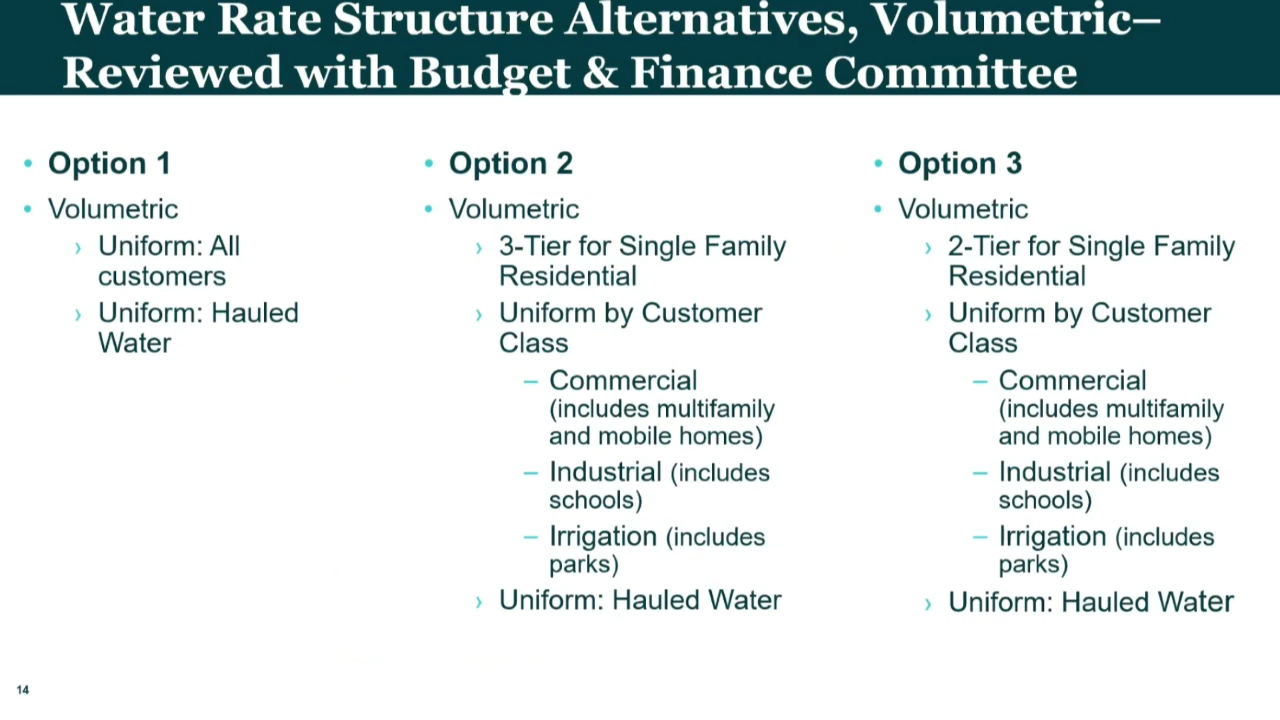 Water Rate Structure Alternatives, Volumetric–
Reviewed with Budget & Finance Committee
• Option 1
• Volumetric
› Uniform: All
customers
› Uniform: Hauled
Water
• Option 2
• Volumetric
› 3-Tier for Single Family
Residential
› Uniform by Customer
Class
– Commercial
(includes multifamily
and mobile homes)
– Industrial (includes
schools)
– Irrigation (includes
parks)
› Uniform: Hauled Water
• Option 3
• Volumetric
› 2-Tier for Single Family
Residential
› Uniform by Customer
Class
– Commercial
(includes multifamily
and mobile homes)
– Industrial (includes
schools)
– Irrigation (includes
parks)
› Uniform: Hauled Water
14